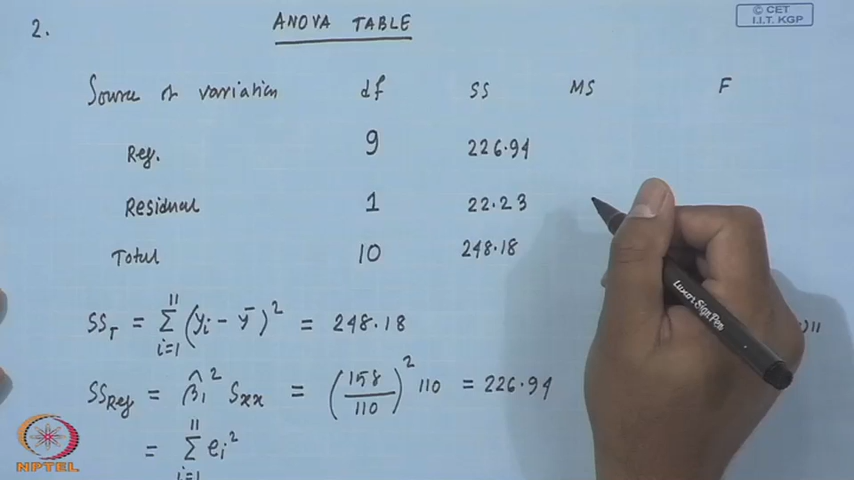 2. ANOVA TABLE
© CET
I.I.T. KGP
Source of variation df SS MS F
Reg. 9 226.94
Residual 1 22.23
Total 10 248.18
SS_T = Σ_{i=1}^{11} (y_i - ȳ)² = 248.18
SS_Reg = β̂₁² S_xx = (158/110)² 110 = 226.94
= Σ_{i=1}^{11} e_i²
Luxor Sign Pen
NPTEL